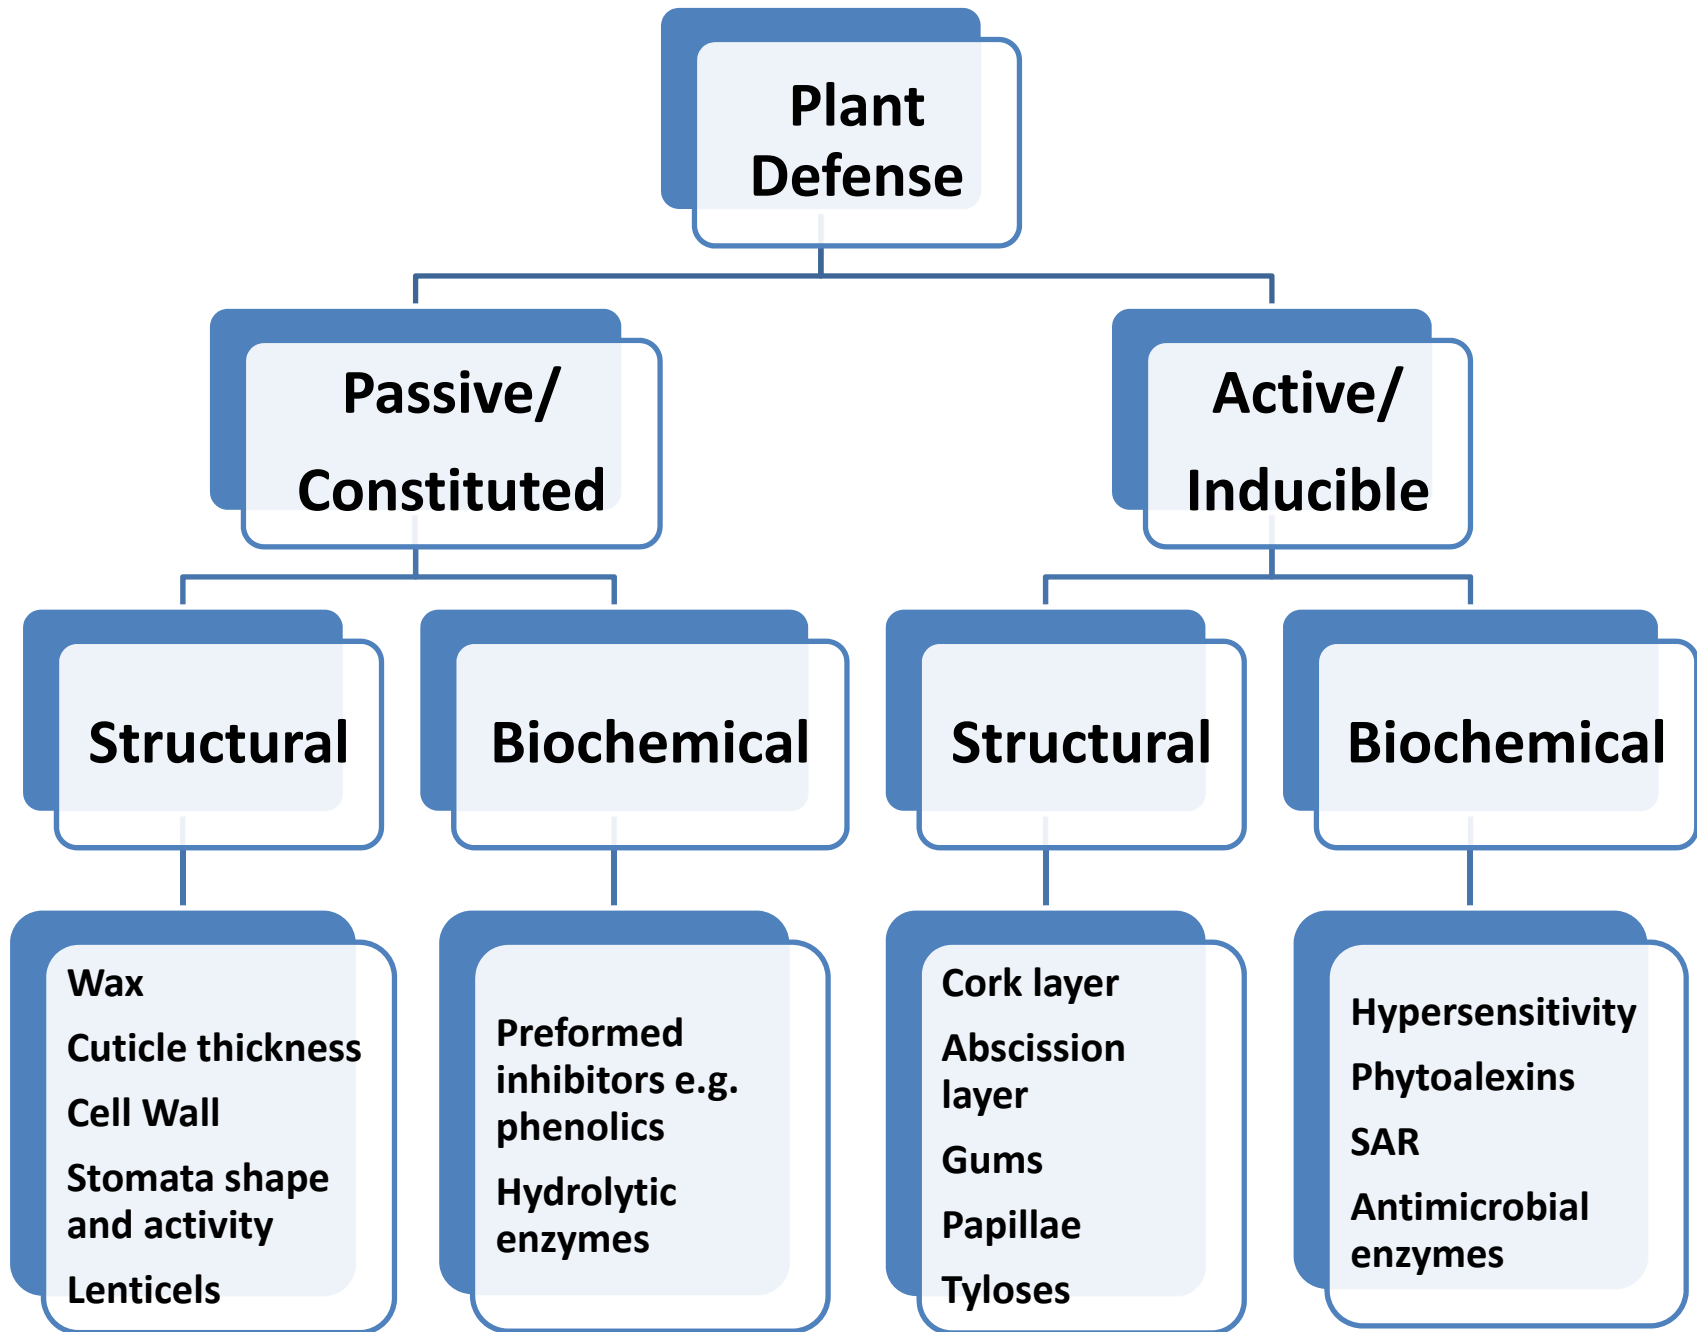 Plant
Defense
Passive/
Constituted
Active/
Inducible
Structural
Biochemical
Structural
Biochemical
Wax
Cuticle thickness
Cell Wall
Stomata shape
and activity
Lenticels
Preformed
inhibitors e.g.
phenolics
Hydrolytic
enzymes
Cork layer
Abscission
layer
Gums
Papillae
Tyloses
Hypersensitivity
Phytoalexins
SAR
Antimicrobial
enzymes